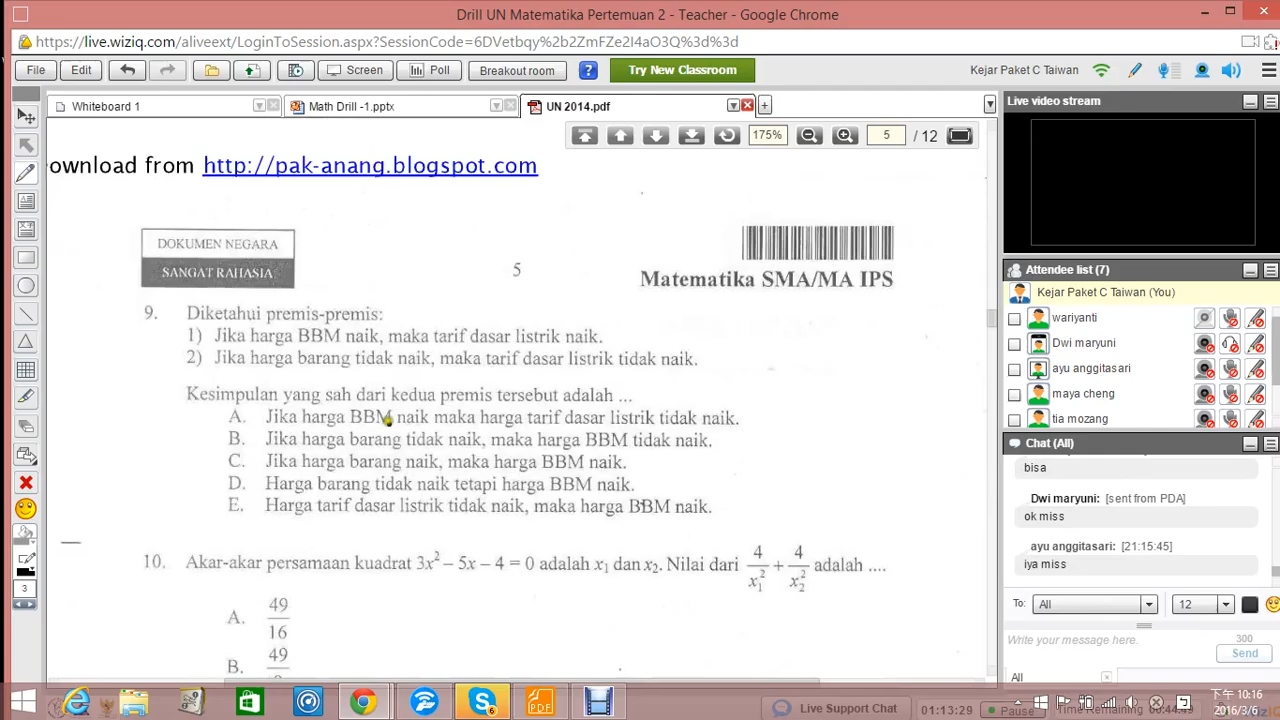 Drill UN Matematika Pertemuan 2 - Teacher - Google Chrome
https://live.wiziq.com/aliveext/LoginToSession.aspx?SessionCode=6DVetbqy%2b2ZmFZe2I4aO3Q%3d%3d
File Edit Screen Poll Breakout room ? Try New Classroom Kejar Paket C Taiwan
Whiteboard 1 Math Drill -1.pptx UN 2014.pdf
175% 5 / 12
ownload from http://pak-anang.blogspot.com
DOKUMEN NEGARA
SANGAT RAHASIA
5
Matematika SMA/MA IPS
9. Diketahui premis-premis:
1) Jika harga BBM naik, maka tarif dasar listrik naik.
2) Jika harga barang tidak naik, maka tarif dasar listrik tidak naik.
Kesimpulan yang sah dari kedua premis tersebut adalah ...
A. Jika harga BBM naik maka harga tarif dasar listrik tidak naik.
B. Jika harga barang tidak naik, maka harga BBM tidak naik.
C. Jika harga barang naik, maka harga BBM naik.
D. Harga barang tidak naik tetapi harga BBM naik.
E. Harga tarif dasar listrik tidak naik, maka harga BBM naik.
10. Akar-akar persamaan kuadrat 3x² − 5x − 4 = 0 adalah x₁ dan x₂. Nilai dari 4/x₁² + 4/x₂² adalah ....
A. 49/16
B. 49
3
Live video stream
Attendee list (7)
Kejar Paket C Taiwan (You)
wariyanti
Dwi maryuni
ayu anggitasari
maya cheng
tia mozang
Chat (All)
bisa
Dwi maryuni: [sent from PDA]
ok miss
ayu anggitasari: [21:15:45]
iya miss
To: All 12
Write your message here. 300
Send
All
Live Support Chat 01:13:29 Pause Time Remaining
下午 10:16
2016/3/6